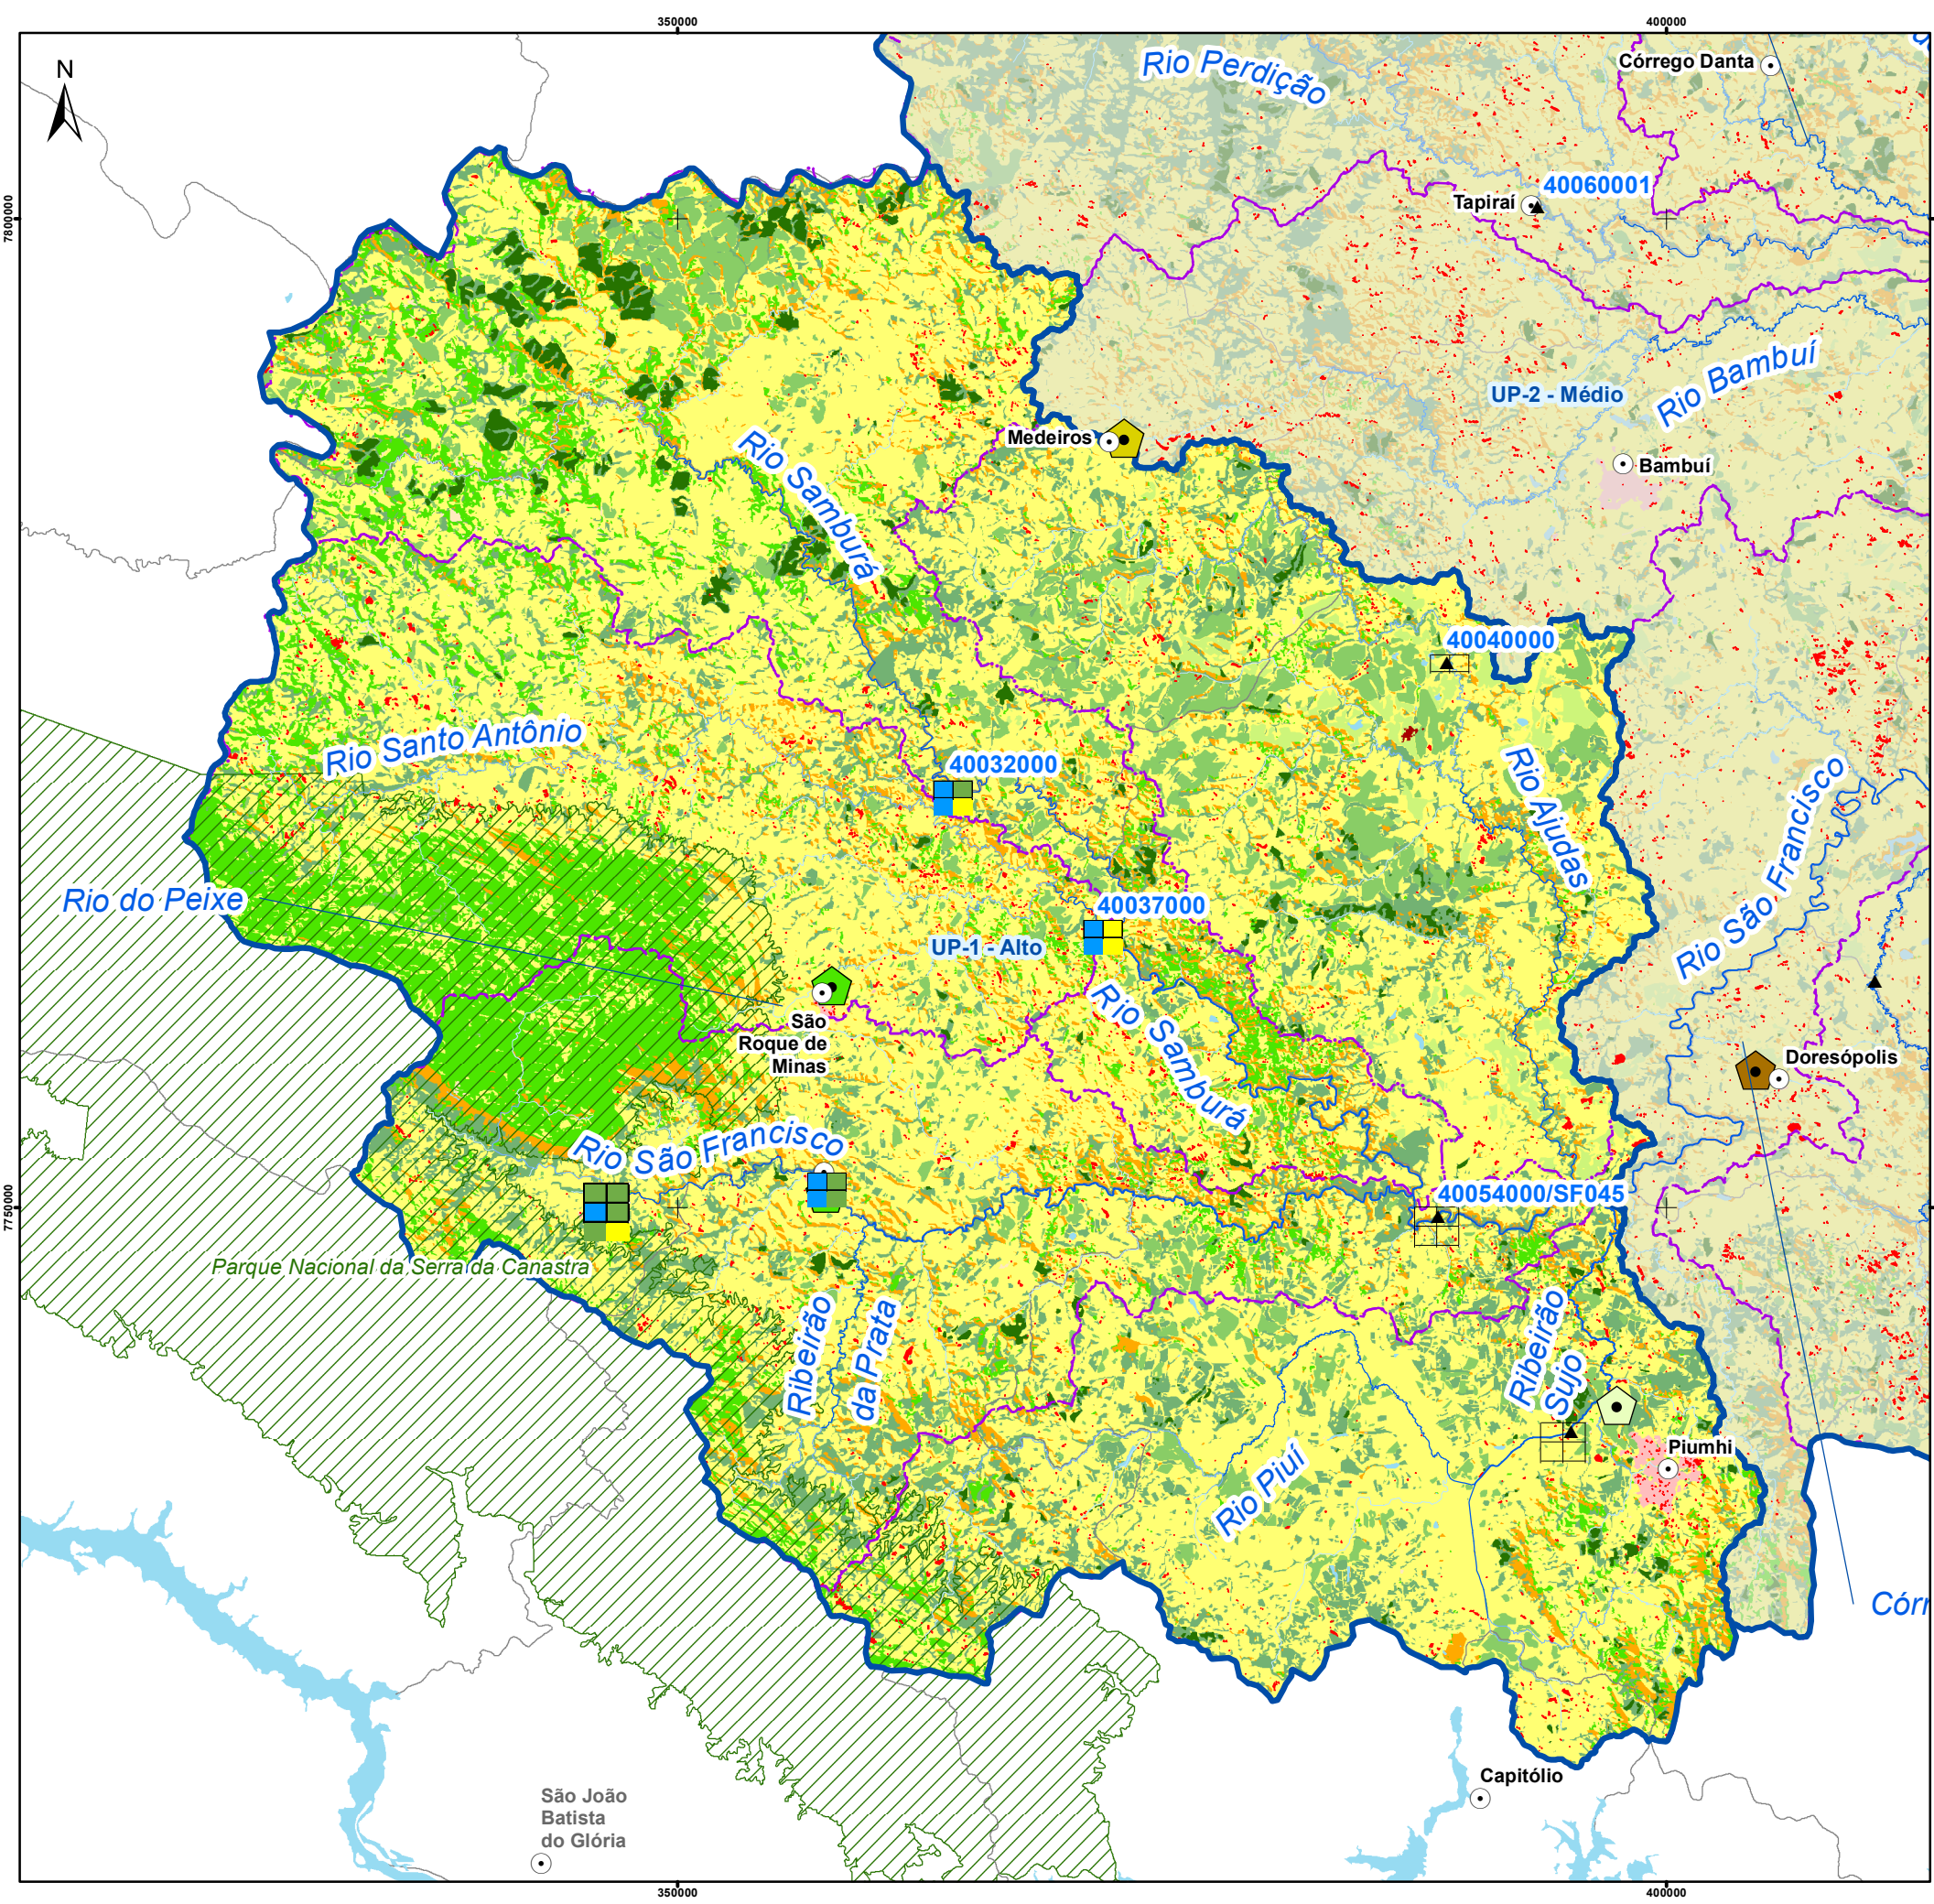 350000
400000
N
Rio Perdição
Córrego Danta
7800000
40060001
Tapiraí
Rio Bambuí
UP-2 - Médio
Medeiros
Bambuí
Rio Samburá
40040000
Rio Santo Antônio
40032000
Rio Ajudas
Rio São Francisco
Rio do Peixe
40037000
UP-1 - Alto
São
Roque de
Minas
Rio Samburá
Doresópolis
Rio São Francisco
40054000/SF045
7750000
Parque Nacional da Serra da Canastra
Ribeirão
da Prata
Ribeirão
Sujo
Piumhi
Rio Piuí
Córr
Capitólio
São João
Batista
do Glória
350000
400000